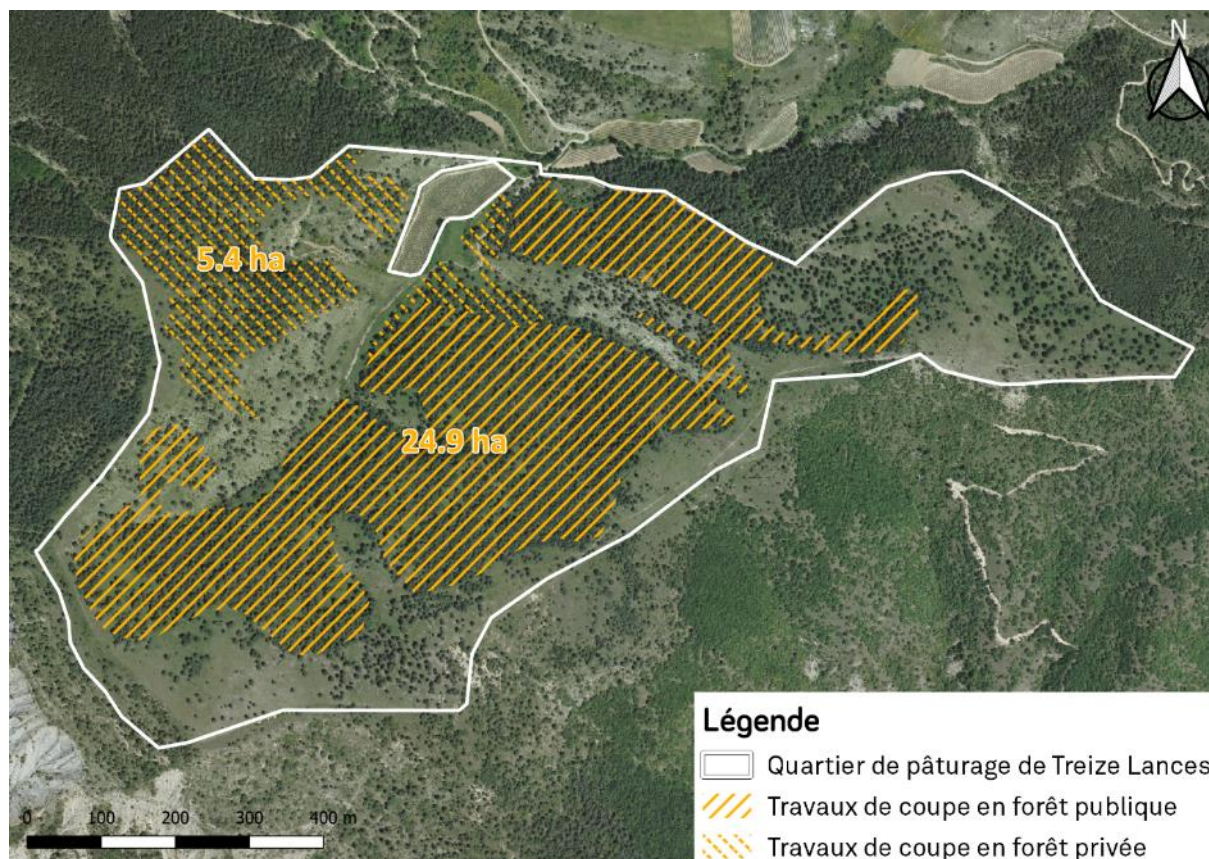 N
5.4 ha
24.9 ha
Légende
Quartier de pâturage de Treize Lances
Travaux de coupe en forêt publique
Travaux de coupe en forêt privée
0 100 200 300 400 m